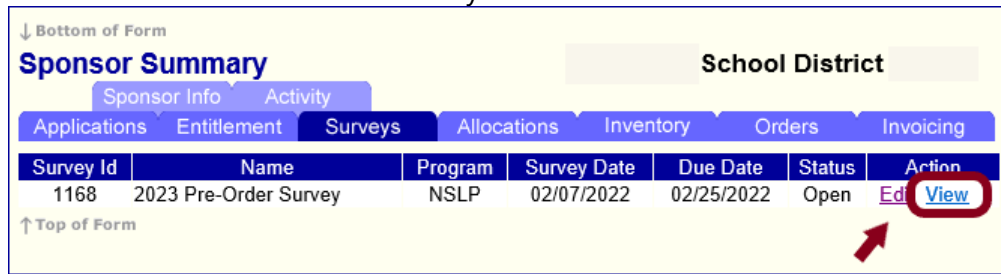 ↓ Bottom of Form
Sponsor Summary School District
Sponsor Info Activity
Applications Entitlement Surveys Allocations Inventory Orders Invoicing
Survey Id Name Program Survey Date Due Date Status Action
1168 2023 Pre-Order Survey NSLP 02/07/2022 02/25/2022 Open Edi View
↑ Top of Form